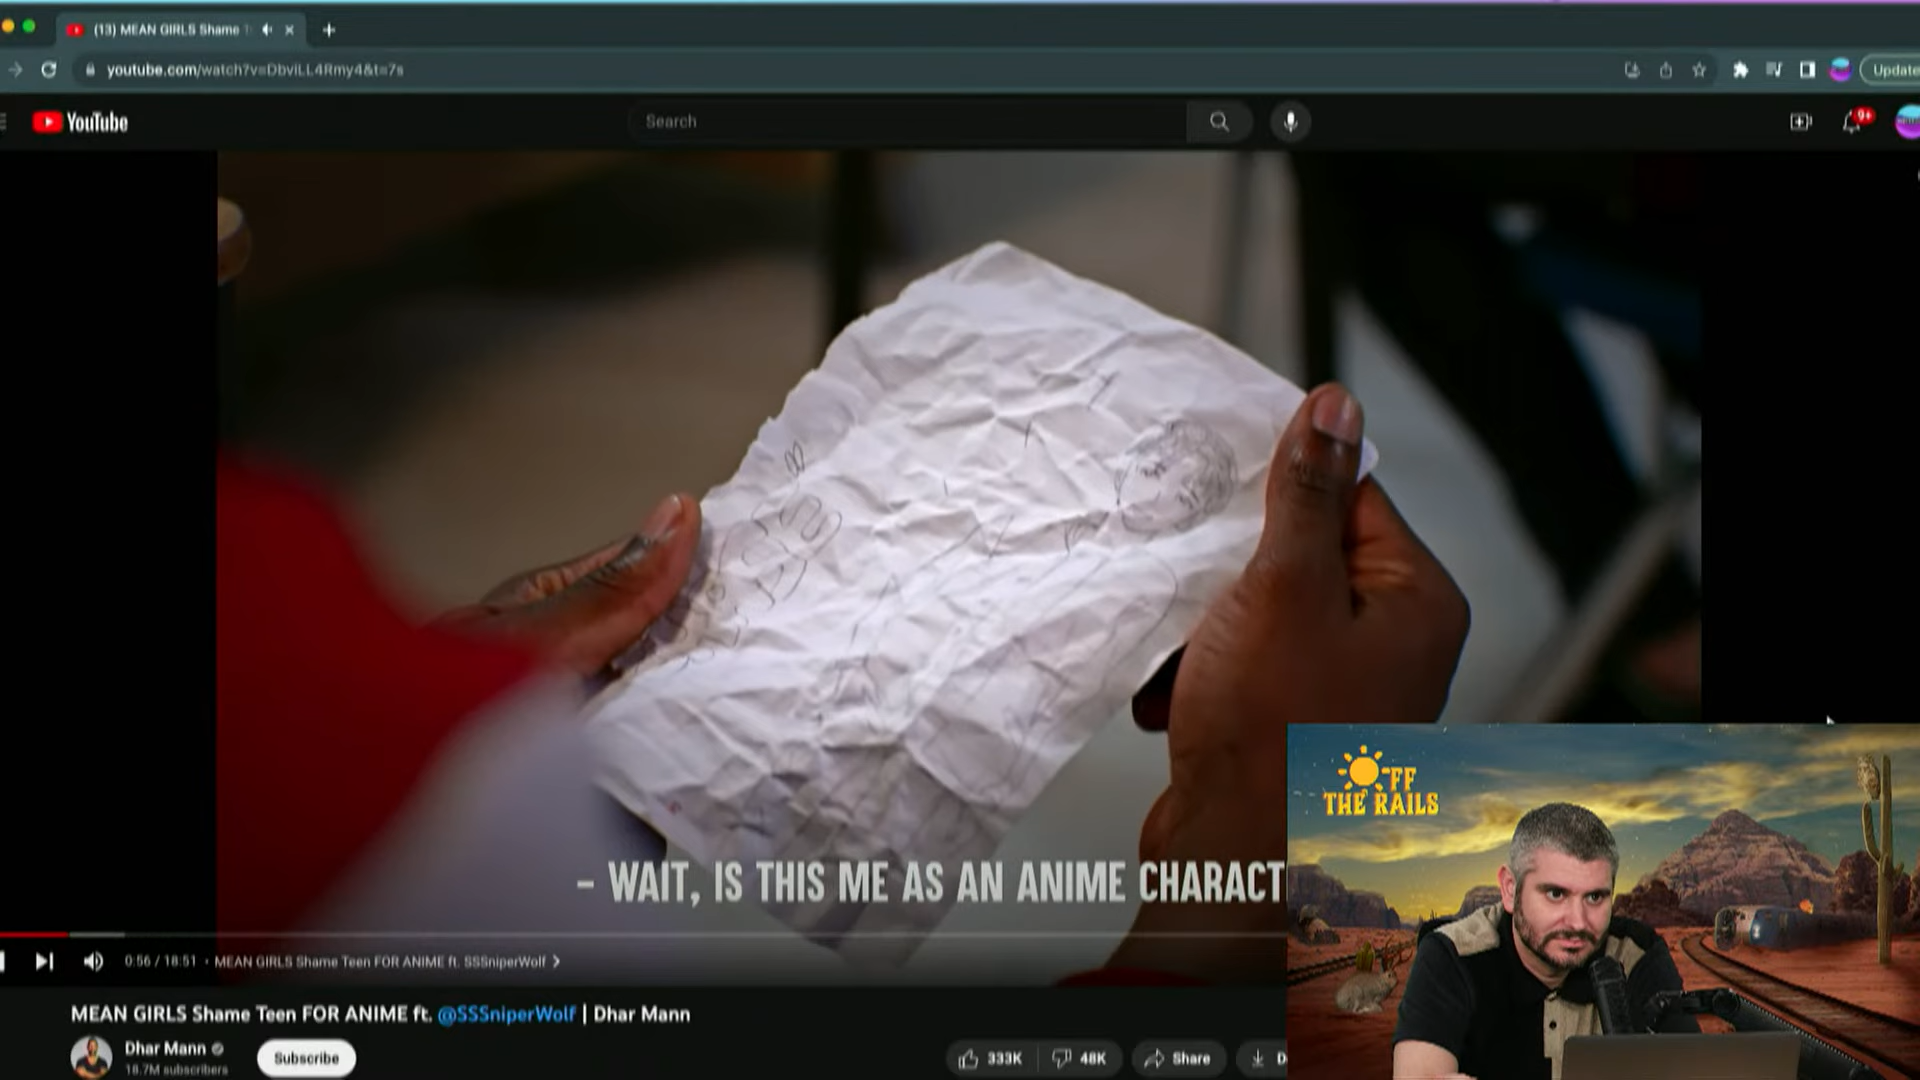 (13) MEAN GIRLS Shame
youtube.com/watch?v=DbviLL4Rmy4&t=7s
Update
YouTube
Search
9+
- WAIT, IS THIS ME AS AN ANIME CHARACT
OFF
THE RAILS
0:56 / 18:51 • MEAN GIRLS Shame Teen FOR ANIME ft. SSSniperWolf >
MEAN GIRLS Shame Teen FOR ANIME ft. @SSSniperWolf | Dhar Mann
Dhar Mann
18.7M subscribers
Subscribe
333K
48K
Share
D